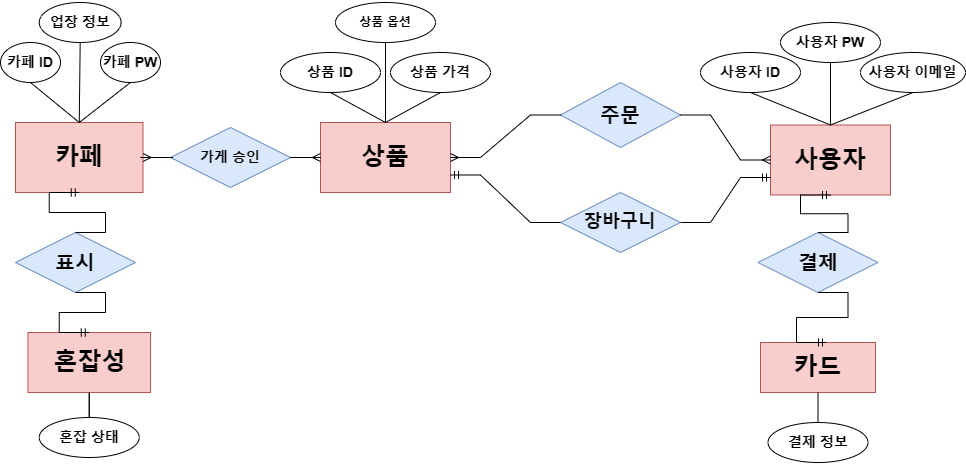 업장 정보
카페 ID
카페 PW
카페
가게 승인
상품 옵션
상품 ID
상품 가격
상품
주문
장바구니
사용자 PW
사용자 ID
사용자 이메일
사용자
표시
혼잡성
혼잡 상태
결제
카드
결제 정보